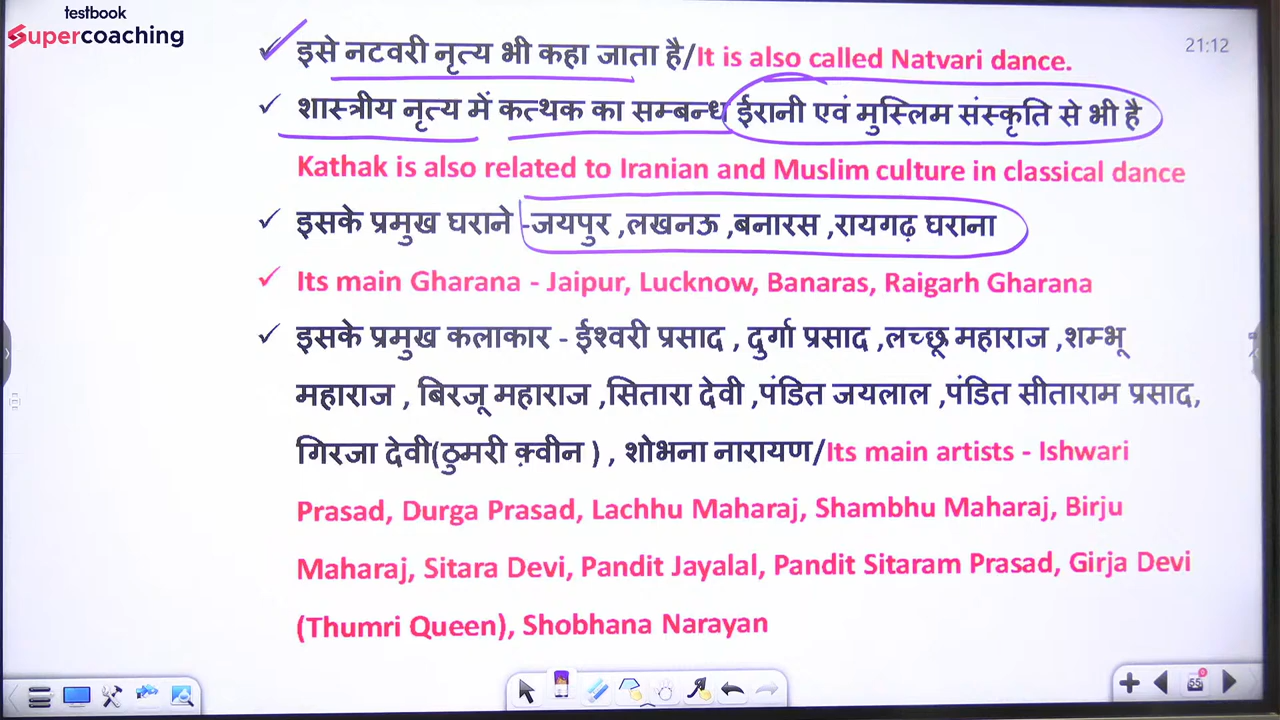 testbook
Supercoaching
21:12
इसे नटवरी नृत्य भी कहा जाता है/It is also called Natvari dance.
शास्त्रीय नृत्य में कत्थक का सम्बन्ध ईरानी एवं मुस्लिम संस्कृति से भी है
Kathak is also related to Iranian and Muslim culture in classical dance
इसके प्रमुख घराने -जयपुर ,लखनऊ ,बनारस ,रायगढ़ घराना
Its main Gharana - Jaipur, Lucknow, Banaras, Raigarh Gharana
इसके प्रमुख कलाकार - ईश्वरी प्रसाद , दुर्गा प्रसाद ,लच्छू महाराज ,शम्भू
महाराज , बिरजू महाराज ,सितारा देवी ,पंडित जयलाल ,पंडित सीताराम प्रसाद,
गिरजा देवी(ठुमरी क़्वीन ) , शोभना नारायण/Its main artists - Ishwari
Prasad, Durga Prasad, Lachhu Maharaj, Shambhu Maharaj, Birju
Maharaj, Sitara Devi, Pandit Jayalal, Pandit Sitaram Prasad, Girja Devi
(Thumri Queen), Shobhana Narayan
55